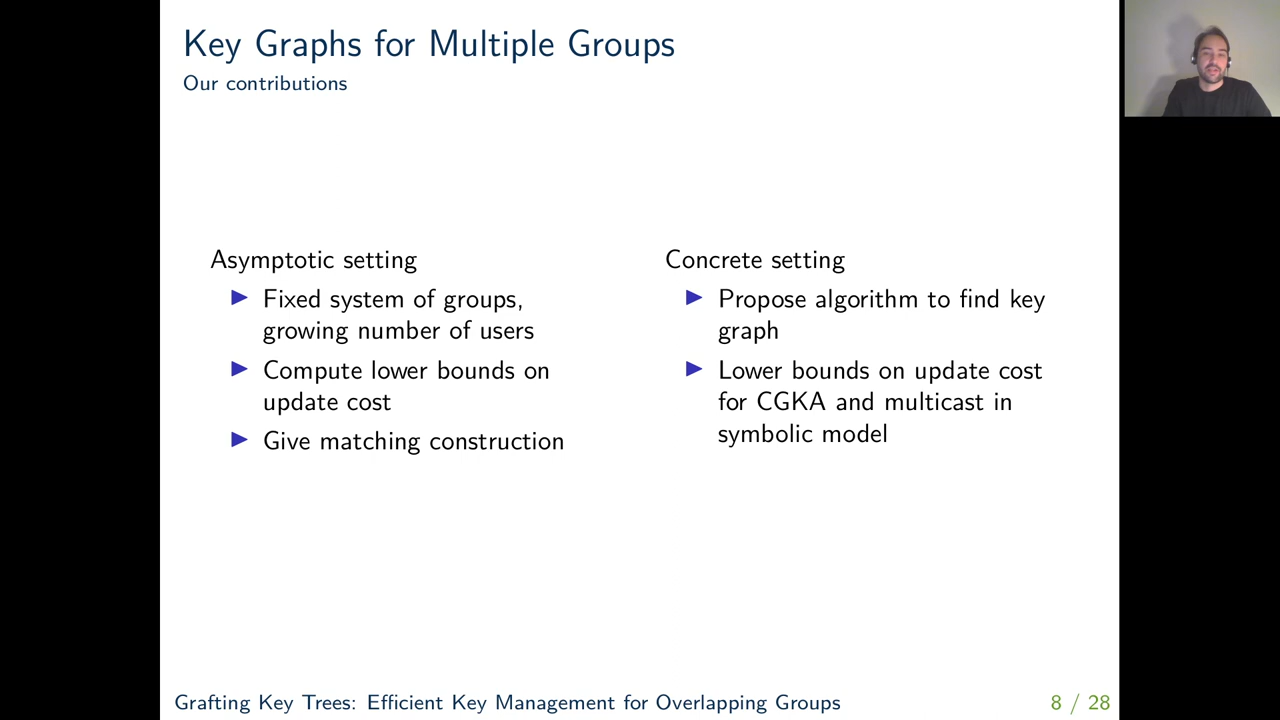 Key Graphs for Multiple Groups
Our contributions
Asymptotic setting
Fixed system of groups,
growing number of users
Compute lower bounds on
update cost
Give matching construction
Concrete setting
Propose algorithm to find key
graph
Lower bounds on update cost
for CGKA and multicast in
symbolic model
Grafting Key Trees: Efficient Key Management for Overlapping Groups
8 / 28